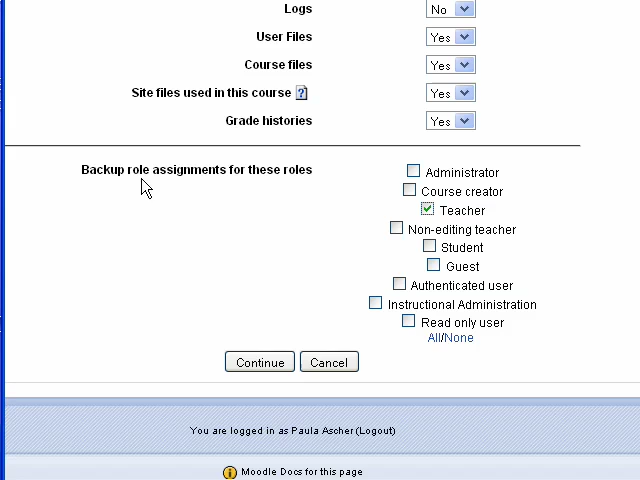 Logs No
User Files Yes
Course files Yes
Site files used in this course ? Yes
Grade histories Yes
Backup role assignments for these roles
Administrator
Course creator
Teacher
Non-editing teacher
Student
Guest
Authenticated user
Instructional Administration
Read only user
All/None
Continue Cancel
You are logged in as Paula Ascher (Logout)
i Moodle Docs for this page